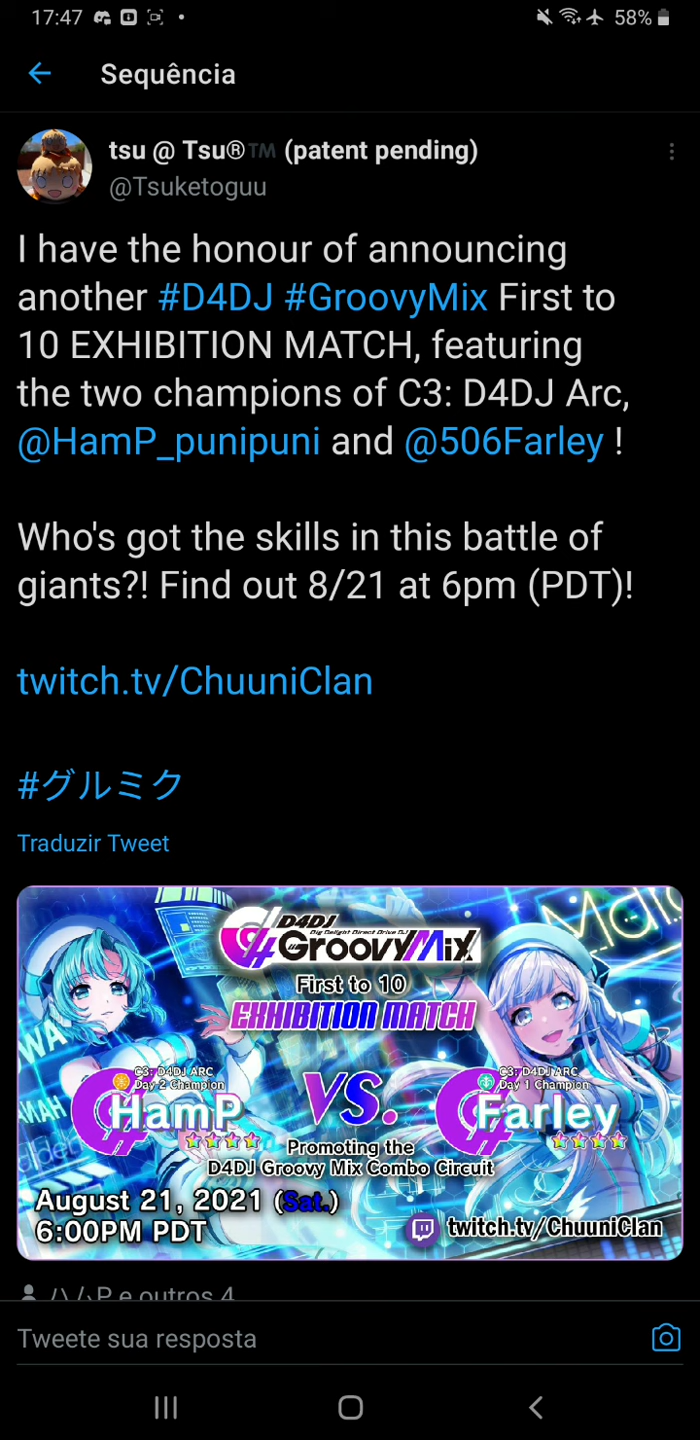 17:47
58%
Sequência
tsu @ Tsu®™ (patent pending)
@Tsuketoguu
I have the honour of announcing
another #D4DJ #GroovyMix First to
10 EXHIBITION MATCH, featuring
the two champions of C3: D4DJ Arc,
@HamP_punipuni and @506Farley !
Who's got the skills in this battle of
giants?! Find out 8/21 at 6pm (PDT)!
twitch.tv/ChuuniClan
#グルミク
Traduzir Tweet
D4DJ
Dig Delight Direct Drive DJ
GroovyMix
First to 10
EXHIBITION MATCH
C3: D4DJ ARC
Day 2 Champion
HamP
VS.
C3: D4DJ ARC
Day 1 Champion
Farley
Promoting the
D4DJ Groovy Mix Combo Circuit
August 21, 2021 (Sat.)
6:00PM PDT
twitch.tv/ChuuniClan
ハムP e outros 4
Tweete sua resposta